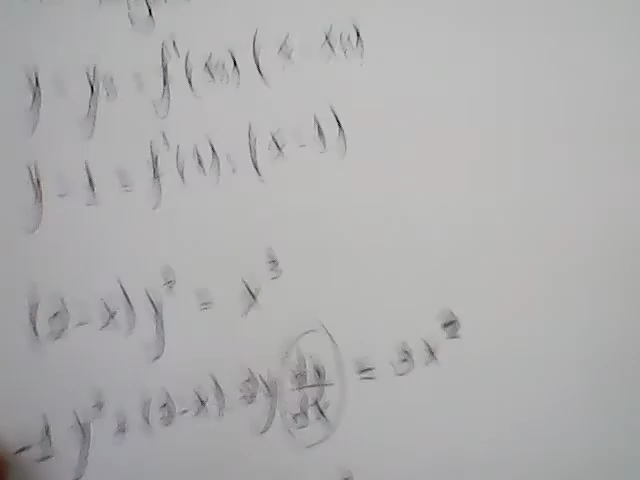 y - y₀ = f'(x₀) (x - x₀)
y - 1 = f'(1) . (x - 1)
(2 - x) y² = x³
-1 y² + (2 - x) 2y dy/dx = 3x²